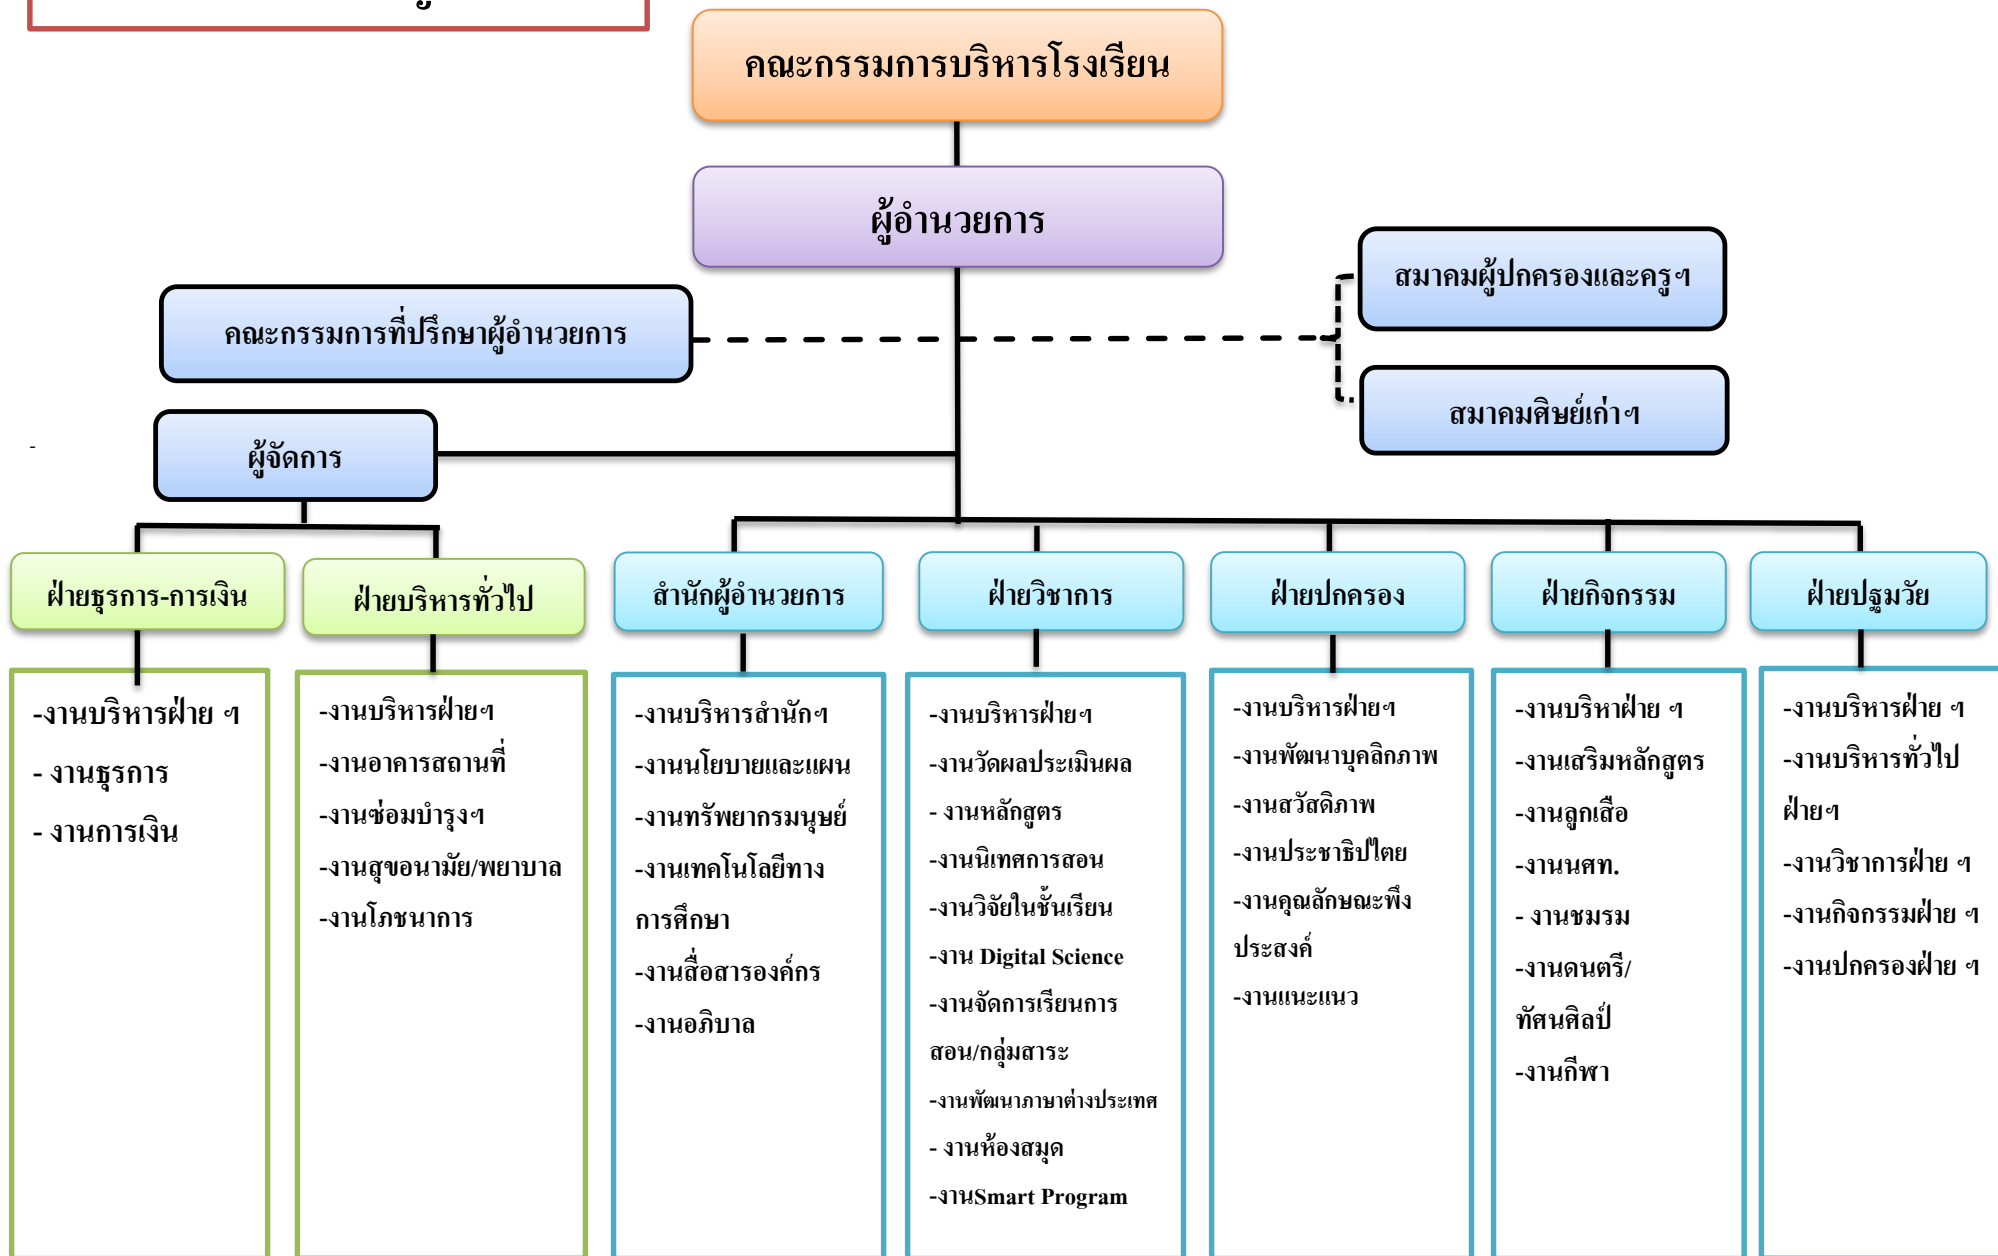 คณะกรรมการบริหารโรงเรียน
ผู้อำนวยการ
สมาคมผู้ปกครองและครูฯ
คณะกรรมการที่ปรึกษาผู้อำนวยการ
สมาคมศิษย์เก่าฯ
ผู้จัดการ
-
ฝ่ายธุรการ-การเงิน
ฝ่ายบริหารทั่วไป
สำนักผู้อำนวยการ
ฝ่ายวิชาการ
ฝ่ายปกครอง
ฝ่ายกิจกรรม
ฝ่ายปฐมวัย
-งานบริหารฝ่าย ฯ
- งานธุรการ
- งานการเงิน
-งานบริหารฝ่ายฯ
-งานอาคารสถานที่
-งานซ่อมบำรุงฯ
-งานสุขอนามัย/พยาบาล
-งานโภชนาการ
-งานบริหารสำนักฯ
-งานนโยบายและแผน
-งานทรัพยากรมนุษย์
-งานเทคโนโลยีทาง
การศึกษา
-งานสื่อสารองค์กร
-งานอภิบาล
-งานบริหารฝ่ายฯ
-งานวัดผลประเมินผล
- งานหลักสูตร
-งานนิเทศการสอน
-งานวิจัยในชั้นเรียน
-งาน Digital Science
-งานจัดการเรียนการ
สอน/กลุ่มสาระ
-งานพัฒนาภาษาต่างประเทศ
- งานห้องสมุด
-งานSmart Program
-งานบริหารฝ่ายฯ
-งานพัฒนาบุคลิกภาพ
-งานสวัสดิภาพ
-งานประชาธิปไตย
-งานคุณลักษณะพึง
ประสงค์
-งานแนะแนว
-งานบริหาฝ่าย ฯ
-งานเสริมหลักสูตร
-งานลูกเสือ
-งานนศท.
- งานชมรม
-งานดนตรี/
ทัศนศิลป์
-งานกีฬา
-งานบริหารฝ่าย ฯ
-งานบริหารทั่วไป
ฝ่ายฯ
-งานวิชาการฝ่าย ฯ
-งานกิจกรรมฝ่าย ฯ
-งานปกครองฝ่าย ฯ